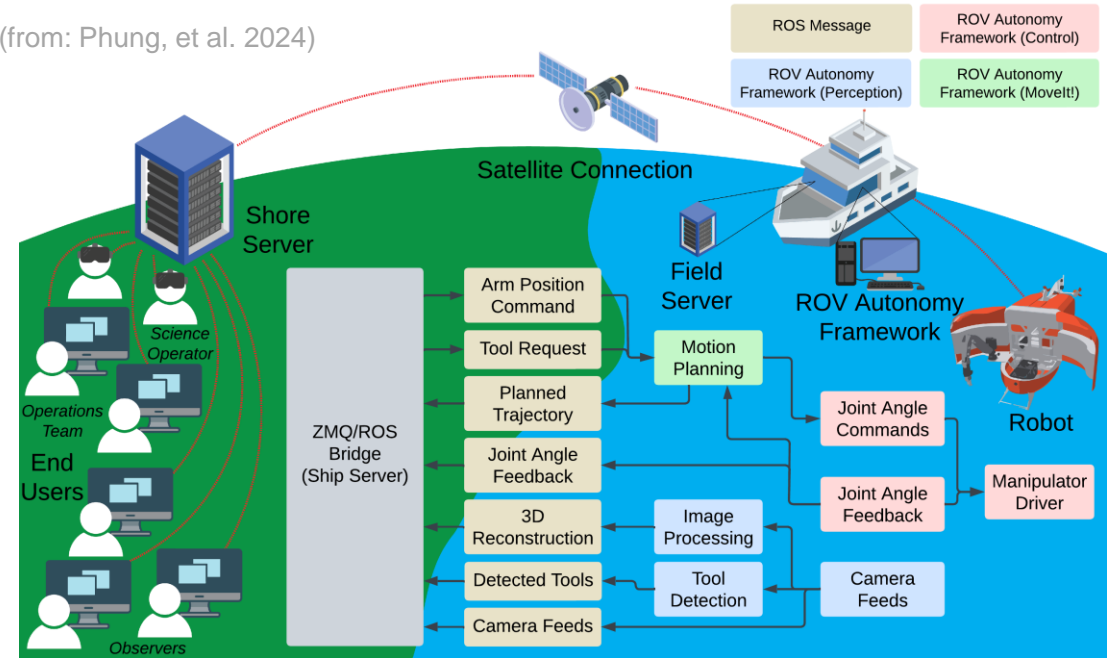 (from: Phung, et al. 2024)
ROS Message
ROV Autonomy
Framework (Control)
ROV Autonomy
Framework (Perception)
ROV Autonomy
Framework (MoveIt!)
Satellite Connection
Shore
Server
Field
Server
ROV Autonomy
Framework
Robot
Science
Operator
Operations
Team
End
Users
Observers
ZMQ/ROS
Bridge
(Ship Server)
Arm Position
Command
Tool Request
Planned
Trajectory
Joint Angle
Feedback
3D
Reconstruction
Detected Tools
Camera Feeds
Motion
Planning
Image
Processing
Tool
Detection
Joint Angle
Commands
Joint Angle
Feedback
Camera
Feeds
Manipulator
Driver